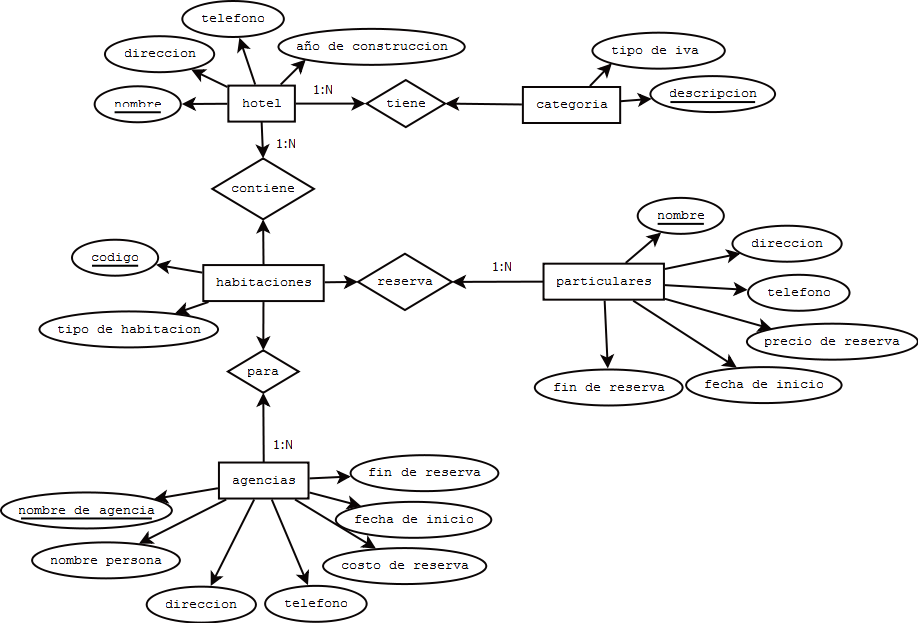 telefono
año de construccion
direccion
tipo de iva
1:N
descripcion
nombre
hotel
tiene
categoria
1:N
contiene
nombre
direccion
codigo
1:N
habitaciones
reserva
particulares
telefono
tipo de habitacion
precio de reserva
para
fin de reserva
fecha de inicio
1:N
fin de reserva
agencias
nombre de agencia
fecha de inicio
nombre persona
costo de reserva
direccion
telefono